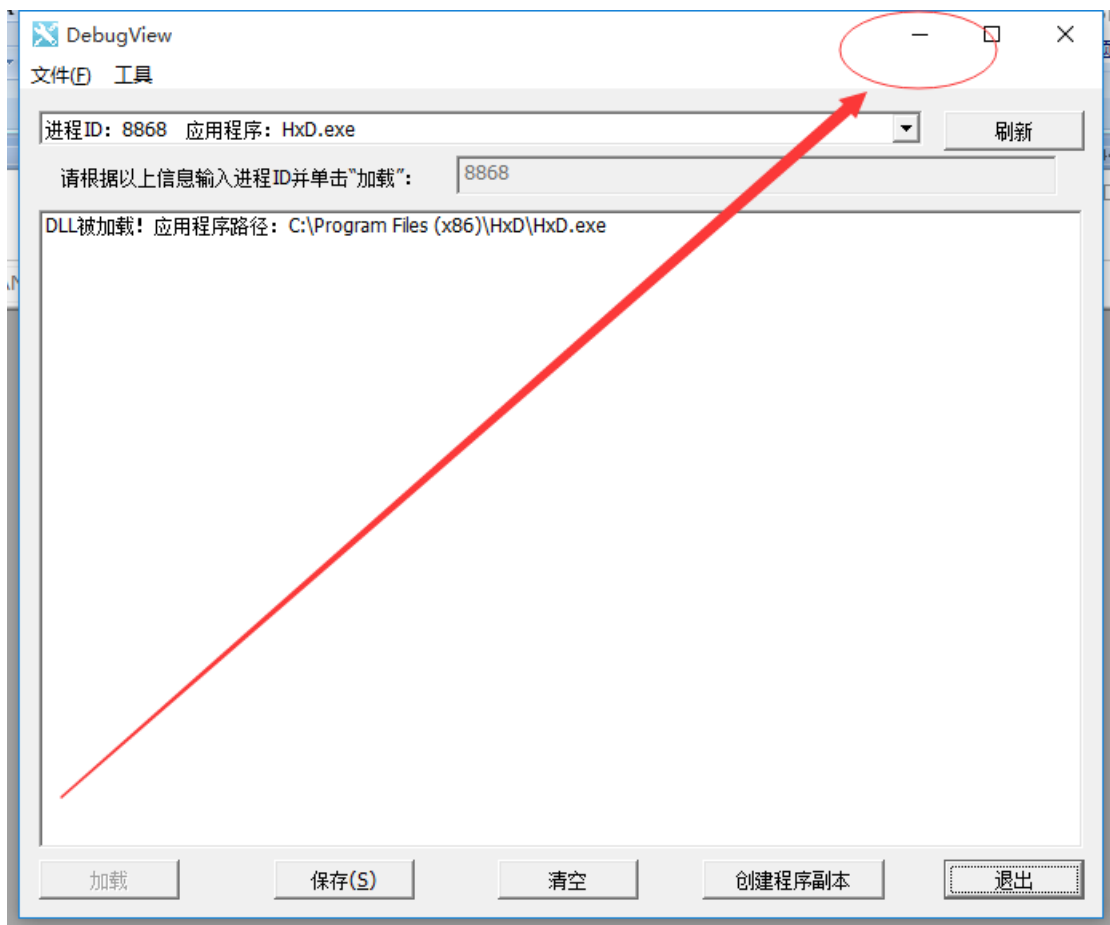 DebugView
文件(F) 工具
进程ID: 8868 应用程序: HxD.exe
刷新
请根据以上信息输入进程ID并单击"加载": 8868
DLL被加载! 应用程序路径: C:\Program Files (x86)\HxD\HxD.exe
加载 保存(S) 清空 创建程序副本 退出